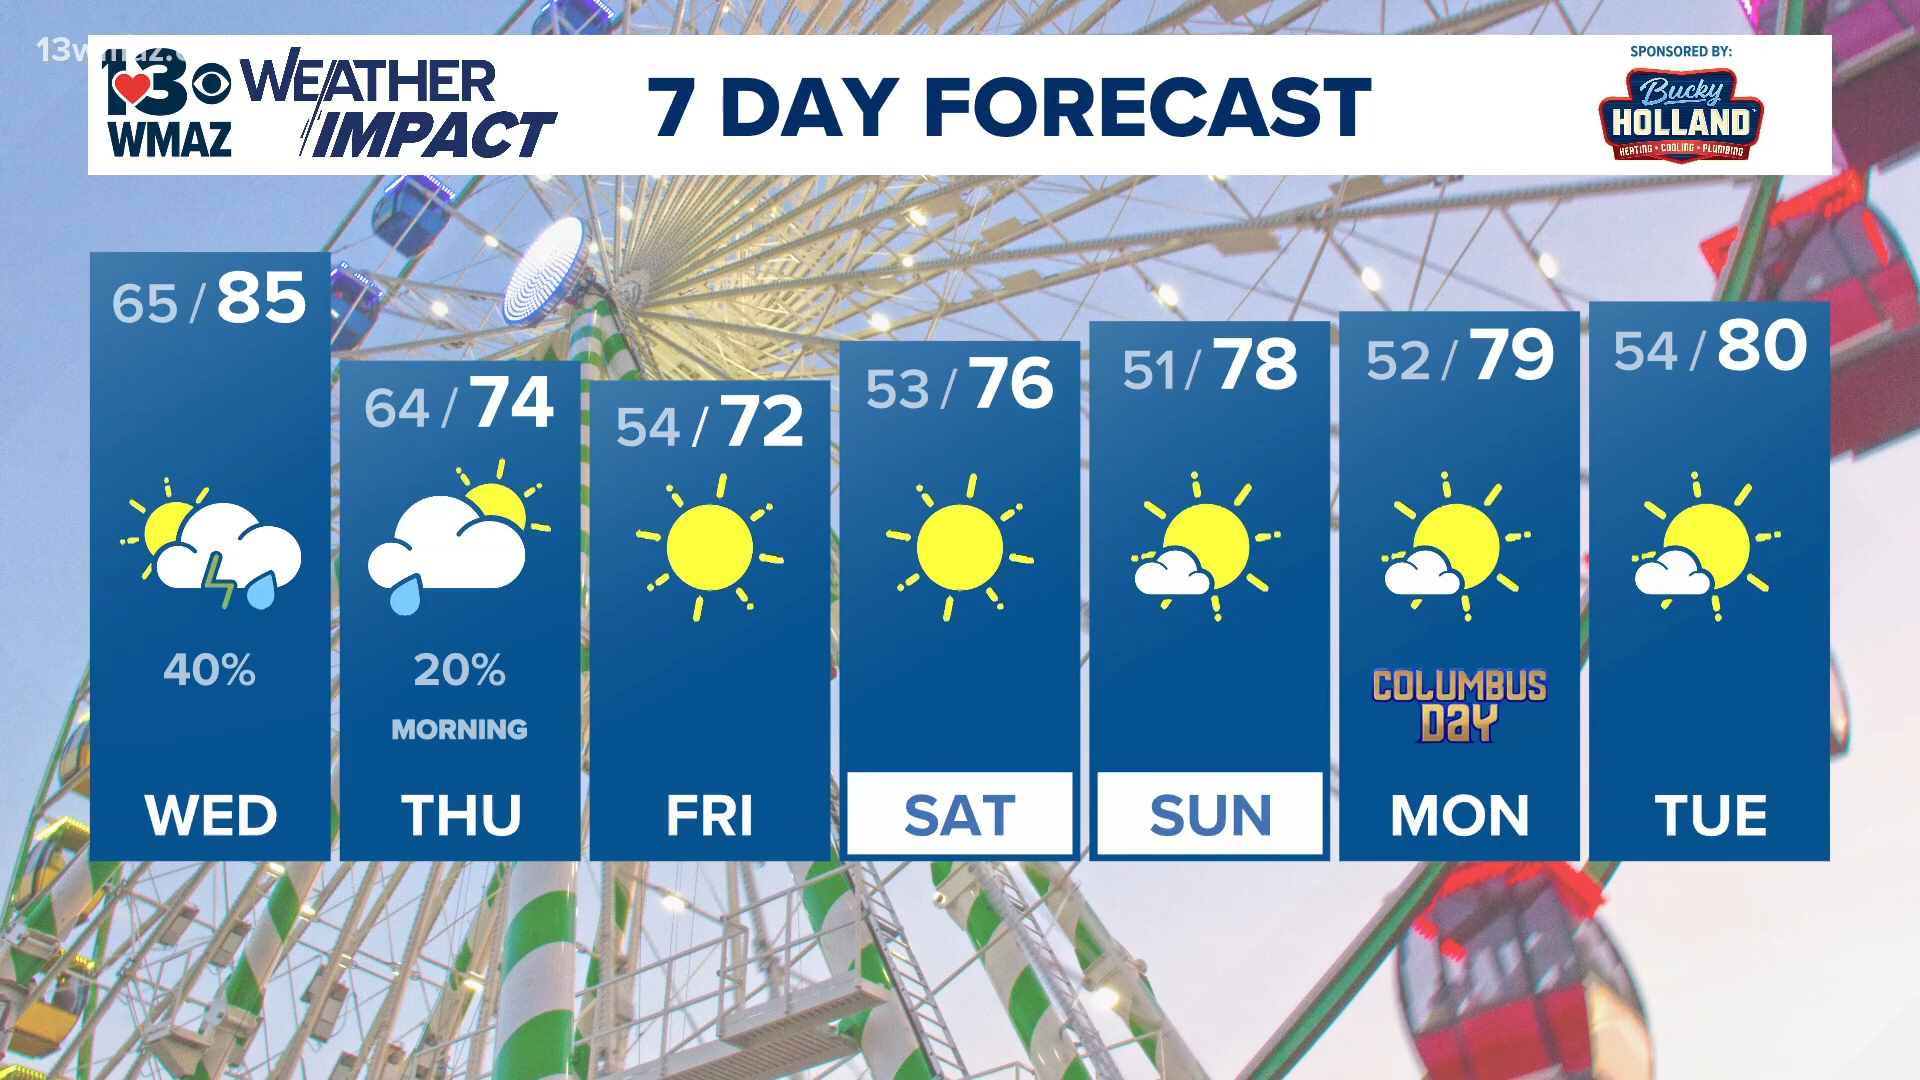 13wmaz.c
13
WMAZ
WEATHER
IMPACT
7 DAY FORECAST
SPONSORED BY:
Bucky
HOLLAND
HEATING • COOLING • PLUMBING
65 / 85
40%
WED
64 / 74
20%
MORNING
THU
54 / 72
FRI
53 / 76
SAT
51 / 78
SUN
52 / 79
COLUMBUS
DAY
MON
54 / 80
TUE